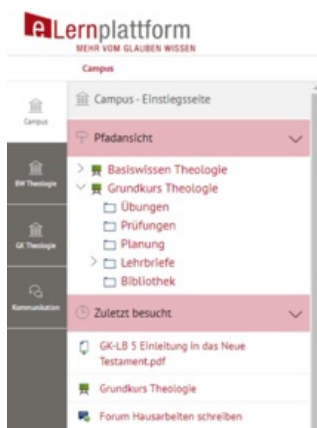 eLernplattform
MEHR VOM GLAUBEN WISSEN
Campus
Campus
BW Theologie
GK Theologie
Kommunikation
Campus - Einstiegsseite
Pfadansicht
Basiswissen Theologie
Grundkurs Theologie
Übungen
Prüfungen
Planung
Lehrbriefe
Bibliothek
Zuletzt besucht
GK-LB 5 Einleitung in das Neue
Testament.pdf
Grundkurs Theologie
Forum Hausarbeiten schreiben